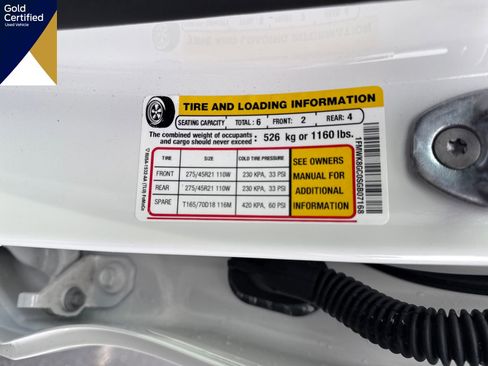 Gold
Certified
Used Vehicle
TIRE AND LOADING INFORMATION
SEATING CAPACITY TOTAL: 6 FRONT: 2 REAR: 4
The combined weight of occupants
and cargo should never exceed : 526 kg or 1160 lbs.
TIRE SIZE COLD TIRE PRESSURE
FRONT 275/45R21 110W 230 KPA, 33 PSI
REAR 275/45R21 110W 230 KPA, 33 PSI
SPARE T165/70D18 116M 420 KPA, 60 PSI
SEE OWNERS
MANUAL FOR
ADDITIONAL
INFORMATION
1FMWK8GC0SGB07168